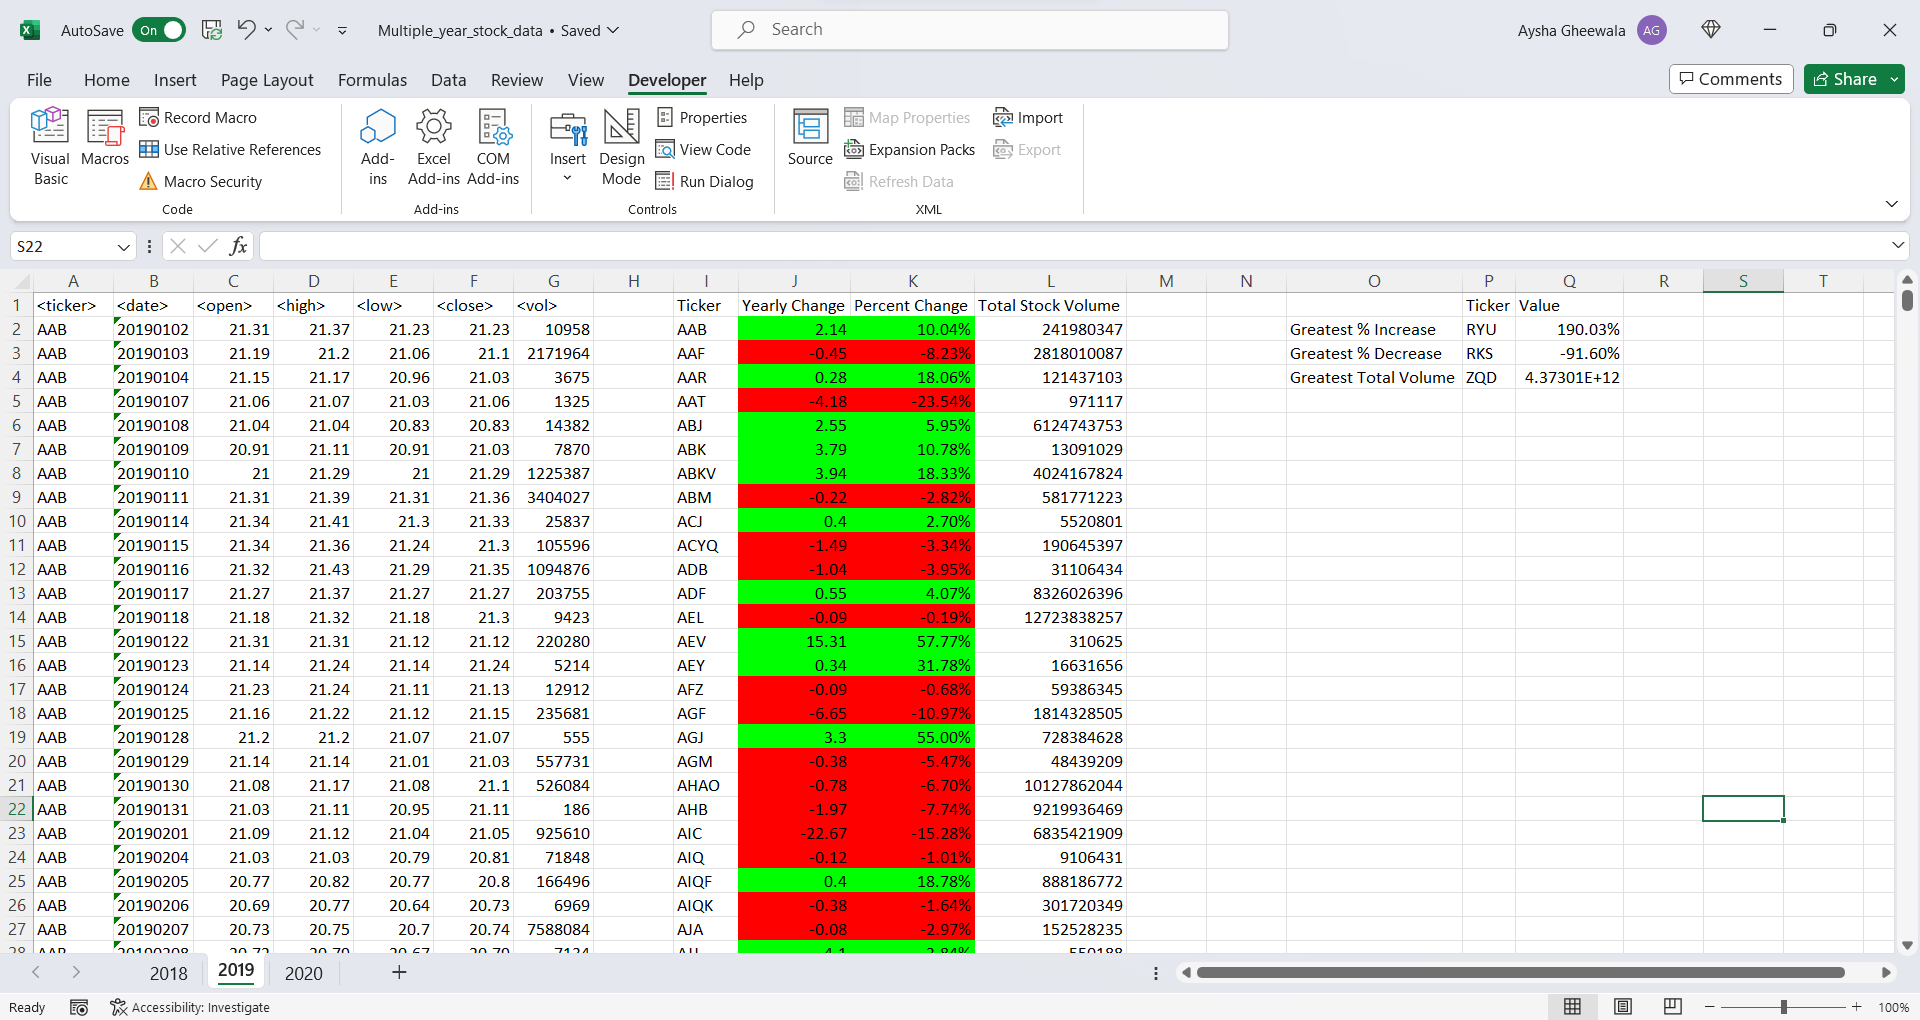 AutoSave On Multiple_year_stock_data • Saved Search Aysha Gheewala AG
File Home Insert Page Layout Formulas Data Review View Developer Help Comments Share
Visual Basic Macros Record Macro Use Relative References Macro Security Code
Add-ins Excel Add-ins COM Add-ins Add-ins
Insert Design Mode Properties View Code Run Dialog Controls
Source Map Properties Expansion Packs Refresh Data Import Export XML
S22 fx
A B C D E F G H I J K L M N O P Q R S T
1 <ticker> <date> <open> <high> <low> <close> <vol> Ticker Yearly Change Percent Change Total Stock Volume Ticker Value
2 AAB 20190102 21.31 21.37 21.23 21.23 10958 AAB 2.14 10.04% 241980347 Greatest % Increase RYU 190.03%
3 AAB 20190103 21.19 21.2 21.06 21.1 2171964 AAF -0.45 -8.23% 2818010087 Greatest % Decrease RKS -91.60%
4 AAB 20190104 21.15 21.17 20.96 21.03 3675 AAR 0.28 18.06% 121437103 Greatest Total Volume ZQD 4.37301E+12
5 AAB 20190107 21.06 21.07 21.03 21.06 1325 AAT -4.18 -23.54% 971117
6 AAB 20190108 21.04 21.04 20.83 20.83 14382 ABJ 2.55 5.95% 6124743753
7 AAB 20190109 20.91 21.11 20.91 21.03 7870 ABK 3.79 10.78% 13091029
8 AAB 20190110 21 21.29 21 21.29 1225387 ABKV 3.94 18.33% 4024167824
9 AAB 20190111 21.31 21.39 21.31 21.36 3404027 ABM -0.22 -2.82% 581771223
10 AAB 20190114 21.34 21.41 21.3 21.33 25837 ACJ 0.4 2.70% 5520801
11 AAB 20190115 21.34 21.36 21.24 21.3 105596 ACYQ -1.49 -3.34% 190645397
12 AAB 20190116 21.32 21.43 21.29 21.35 1094876 ADB -1.04 -3.95% 31106434
13 AAB 20190117 21.27 21.37 21.27 21.27 203755 ADF 0.55 4.07% 8326026396
14 AAB 20190118 21.18 21.32 21.18 21.3 9423 AEL -0.09 -0.19% 12723838257
15 AAB 20190122 21.31 21.31 21.12 21.12 220280 AEV 15.31 57.77% 310625
16 AAB 20190123 21.14 21.24 21.14 21.24 5214 AEY 0.34 31.78% 16631656
17 AAB 20190124 21.23 21.24 21.11 21.13 12912 AFZ -0.09 -0.68% 59386345
18 AAB 20190125 21.16 21.22 21.12 21.15 235681 AGF -6.65 -10.97% 1814328505
19 AAB 20190128 21.2 21.2 21.07 21.07 555 AGJ 3.3 55.00% 728384628
20 AAB 20190129 21.14 21.14 21.01 21.03 557731 AGM -0.38 -5.47% 48439209
21 AAB 20190130 21.08 21.17 21.08 21.1 526084 AHAO -0.78 -6.70% 10127862044
22 AAB 20190131 21.03 21.11 20.95 21.11 186 AHB -1.97 -7.74% 9219936469
23 AAB 20190201 21.09 21.12 21.04 21.05 925610 AIC -22.67 -15.28% 6835421909
24 AAB 20190204 21.03 21.03 20.79 20.81 71848 AIQ -0.12 -1.01% 9106431
25 AAB 20190205 20.77 20.82 20.77 20.8 166496 AIQF 0.4 18.78% 888186772
26 AAB 20190206 20.69 20.77 20.64 20.73 6969 AIQK -0.38 -1.64% 301720349
27 AAB 20190207 20.73 20.75 20.7 20.74 7588084 AJA -0.08 -2.97% 152528235
2018 2019 2020
Ready Accessibility: Investigate 100%